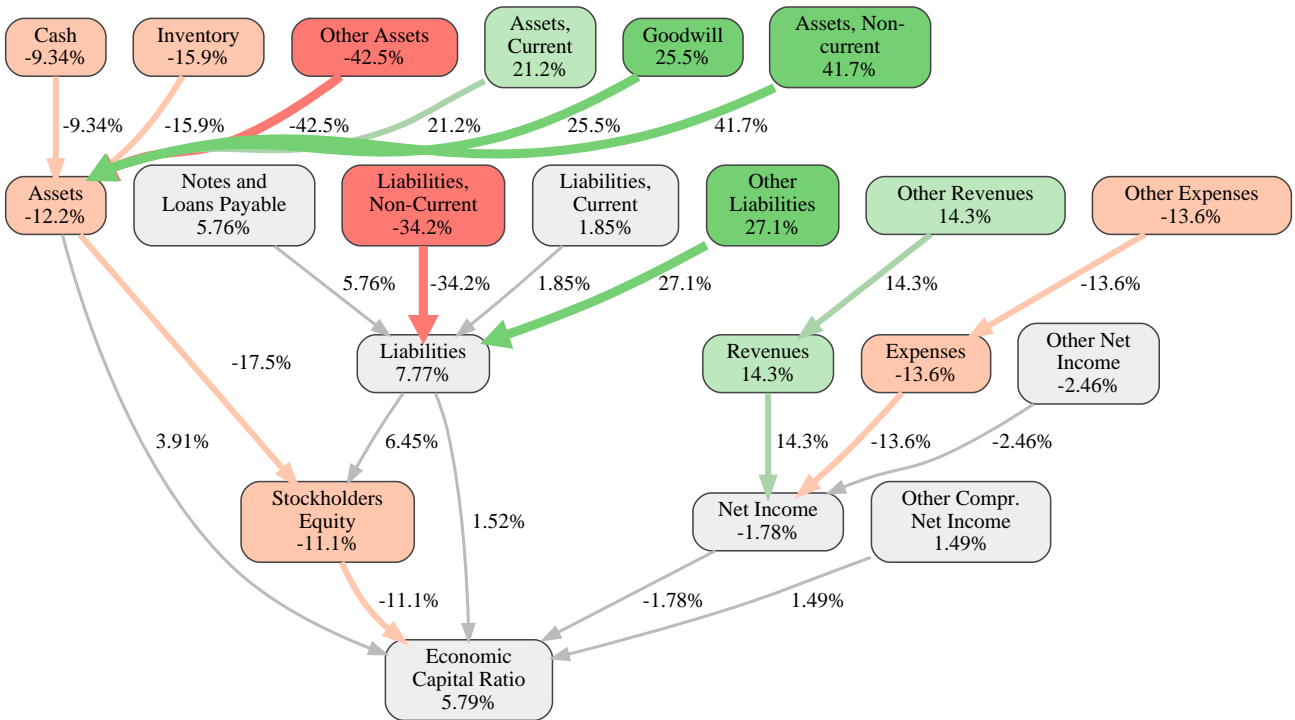 Cash
-9.34%
Inventory
-15.9%
Other Assets
-42.5%
Assets,
Current
21.2%
Goodwill
25.5%
Assets, Non-
current
41.7%
-9.34%
-15.9%
-42.5%
21.2%
25.5%
41.7%
Assets
-12.2%
Notes and
Loans Payable
5.76%
Liabilities,
Non-Current
-34.2%
Liabilities,
Current
1.85%
Other
Liabilities
27.1%
Other Revenues
14.3%
Other Expenses
-13.6%
5.76%
-34.2%
1.85%
27.1%
14.3%
-13.6%
-17.5%
Liabilities
7.77%
Revenues
14.3%
Expenses
-13.6%
Other Net
Income
-2.46%
3.91%
6.45%
14.3%
-13.6%
-2.46%
Stockholders
Equity
-11.1%
1.52%
Net Income
-1.78%
Other Compr.
Net Income
1.49%
-11.1%
-1.78%
1.49%
Economic
Capital Ratio
5.79%